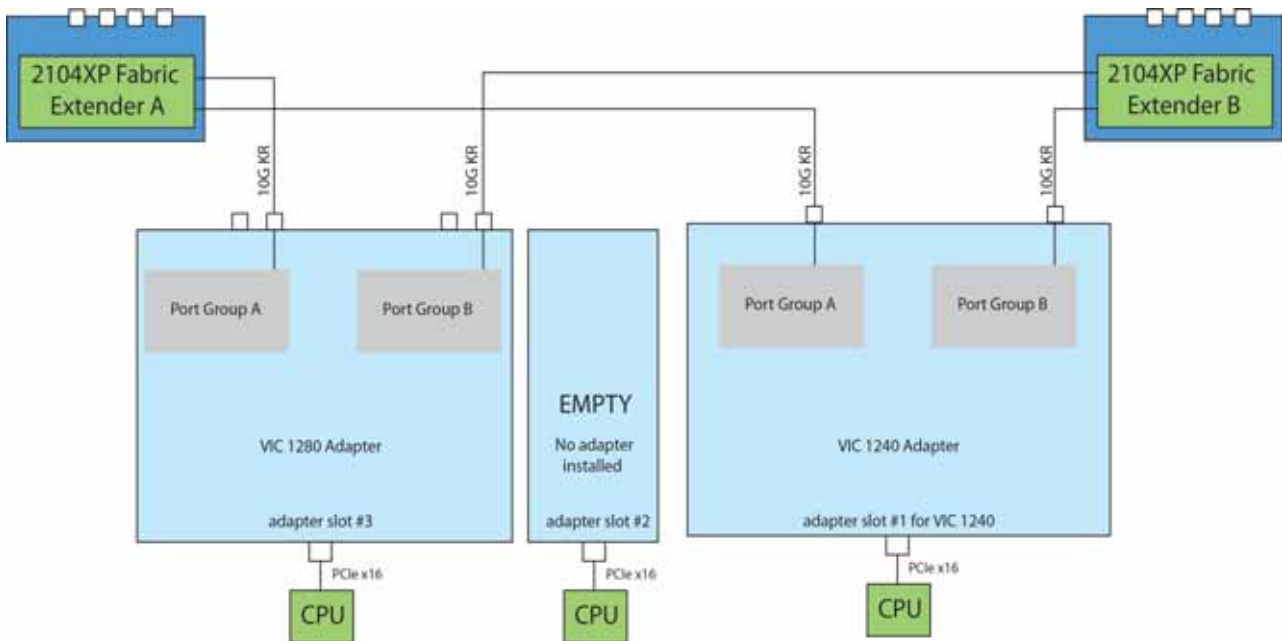 2104XP Fabric
Extender A
2104XP Fabric
Extender B
10G KR
10G KR
10G KR
10G KR
Port Group A
Port Group B
Port Group A
Port Group B
EMPTY
No adapter
installed
VIC 1280 Adapter
VIC 1240 Adapter
adapter slot #3
adapter slot #2
adapter slot #1 for VIC 1240
PCIe x16
PCIe x16
PCIe x16
CPU
CPU
CPU